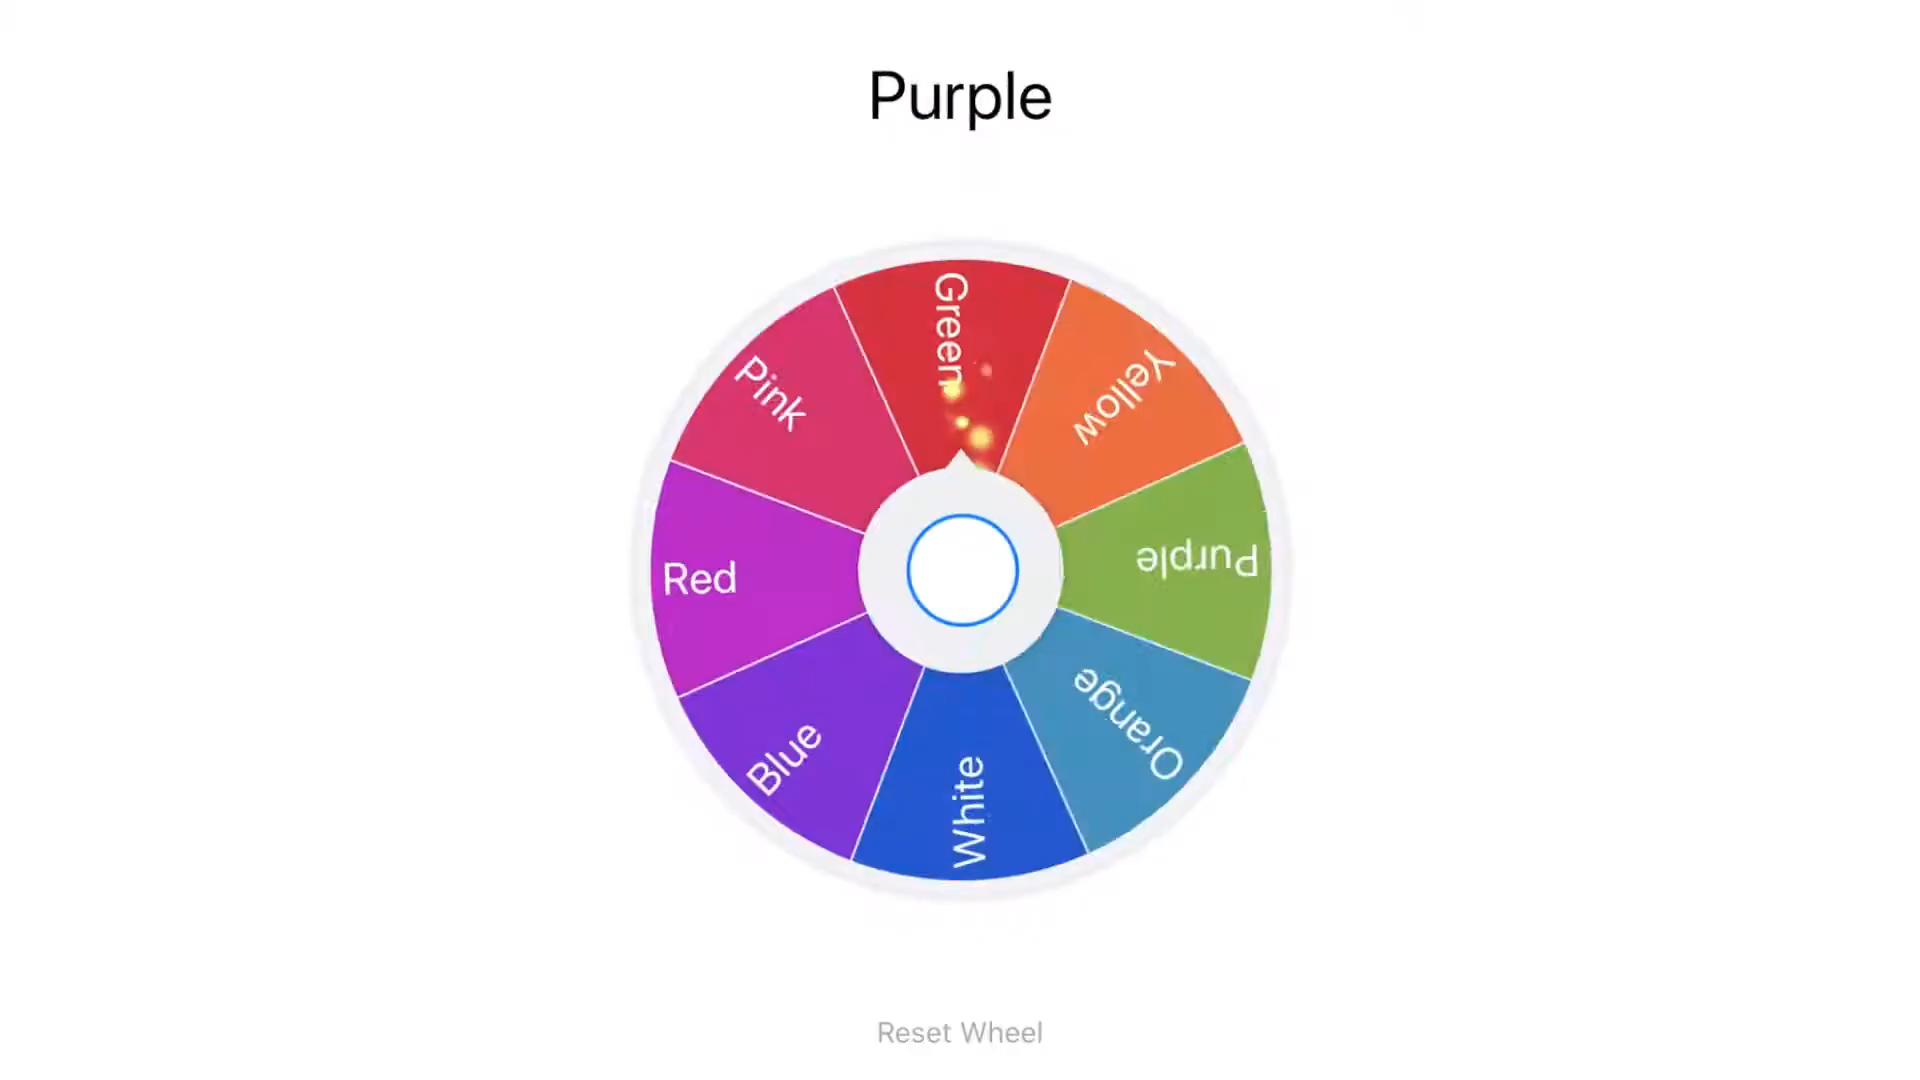 Purple
Green
Yellow
Pink
Purple
Red
Orange
Blue
White
Reset Wheel